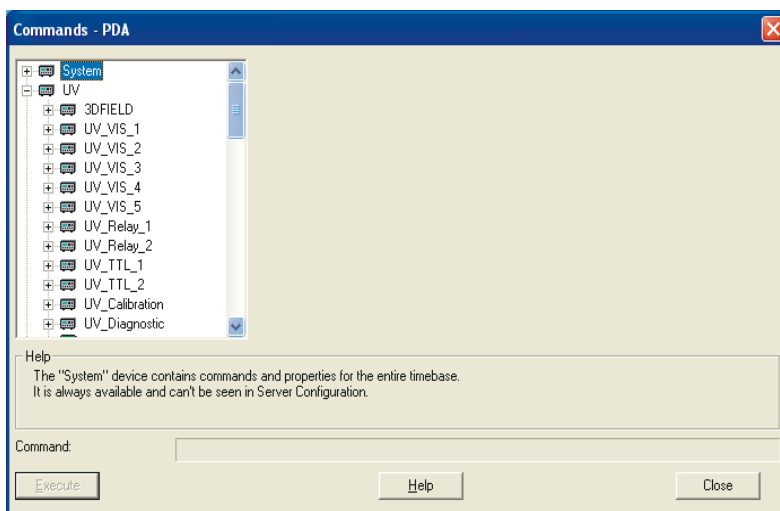 Commands - PDA
System
UV
3DFIELD
UV_VIS_1
UV_VIS_2
UV_VIS_3
UV_VIS_4
UV_VIS_5
UV_Relay_1
UV_Relay_2
UV_TTL_1
UV_TTL_2
UV_Calibration
UV_Diagnostic
Help
The "System" device contains commands and properties for the entire timebase.
It is always available and can't be seen in Server Configuration.
Command:
Execute Help Close